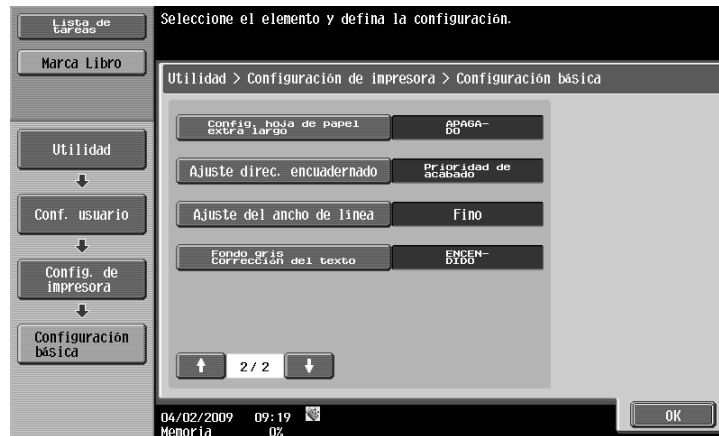 Lista de
tareas
Seleccione el elemento y defina la configuración.
Marca Libro
Utilidad > Configuración de impresora > Configuración básica
Config. hoja de papel
extra largo
APAGA-
DO
Utilidad
Ajuste direc. encuadernado
Prioridad de
acabado
Conf. usuario
Ajuste del ancho de línea
Fino
Fondo gris
Corrección del texto
ENCEN-
DIDO
Config. de
impresora
Configuración
básica
2/2
OK
04/02/2009 09:19
Memoria 0%